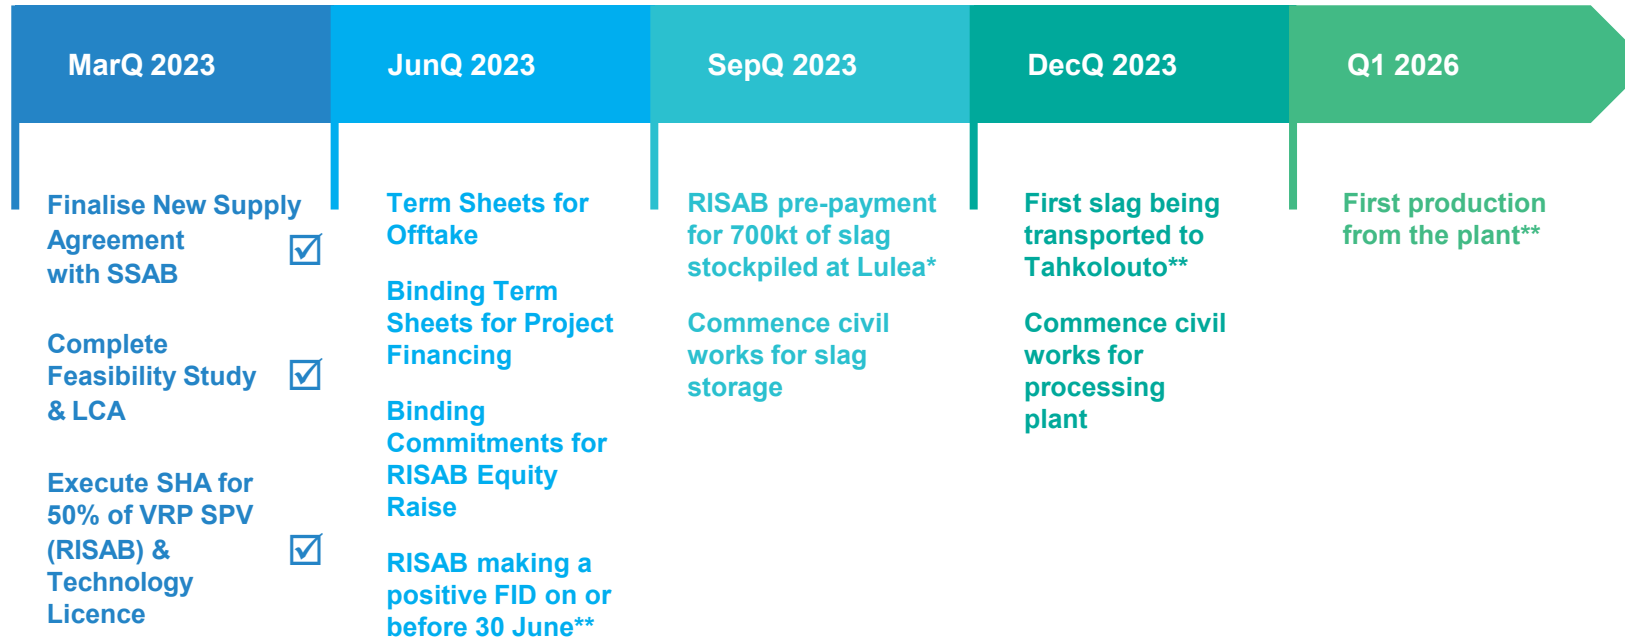 MarQ 2023
JunQ 2023
SepQ 2023
DecQ 2023
Q1 2026
Finalise New Supply
Agreement
with SSAB
Complete
Feasibility Study
& LCA
Execute SHA for
50% of VRP SPV
(RISAB) &
Technology
Licence
Term Sheets for
Offtake
Binding Term
Sheets for Project
Financing
Binding
Commitments for
RISAB Equity
Raise
RISAB making a
positive FID on or
before 30 June**
RISAB pre-payment
for 700kt of slag
stockpiled at Lulea*
Commence civil
works for slag
storage
First slag being
transported to
Tahkolouto**
Commence civil
works for
processing
plant
First production
from the plant**